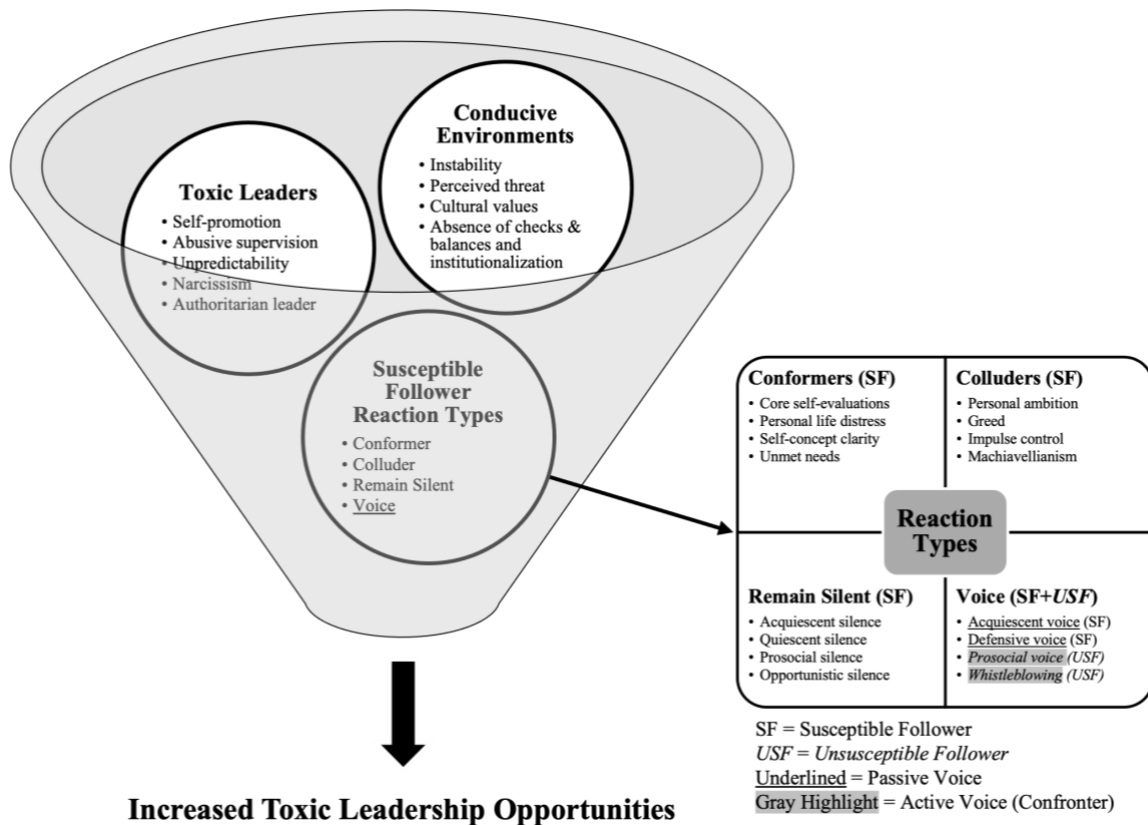 Conducive
Environments
• Instability
• Perceived threat
• Cultural values
• Absence of checks &
balances and
institutionalization
Toxic Leaders
• Self-promotion
• Abusive supervision
• Unpredictability
• Narcissism
• Authoritarian leader
Susceptible
Follower
Reaction Types
• Conformer
• Colluder
• Remain Silent
• Voice
Conformers (SF)
• Core self-evaluations
• Personal life distress
• Self-concept clarity
• Unmet needs
Colluders (SF)
• Personal ambition
• Greed
• Impulse control
• Machiavellianism
Reaction
Types
Remain Silent (SF)
• Acquiescent silence
• Quiescent silence
• Prosocial silence
• Opportunistic silence
Voice (SF+USF)
• Acquiescent voice (SF)
• Defensive voice (SF)
• Prosocial voice (USF)
• Whistleblowing (USF)
SF = Susceptible Follower
USF = Unsusceptible Follower
Underlined = Passive Voice
Gray Highlight = Active Voice (Confronter)
Increased Toxic Leadership Opportunities